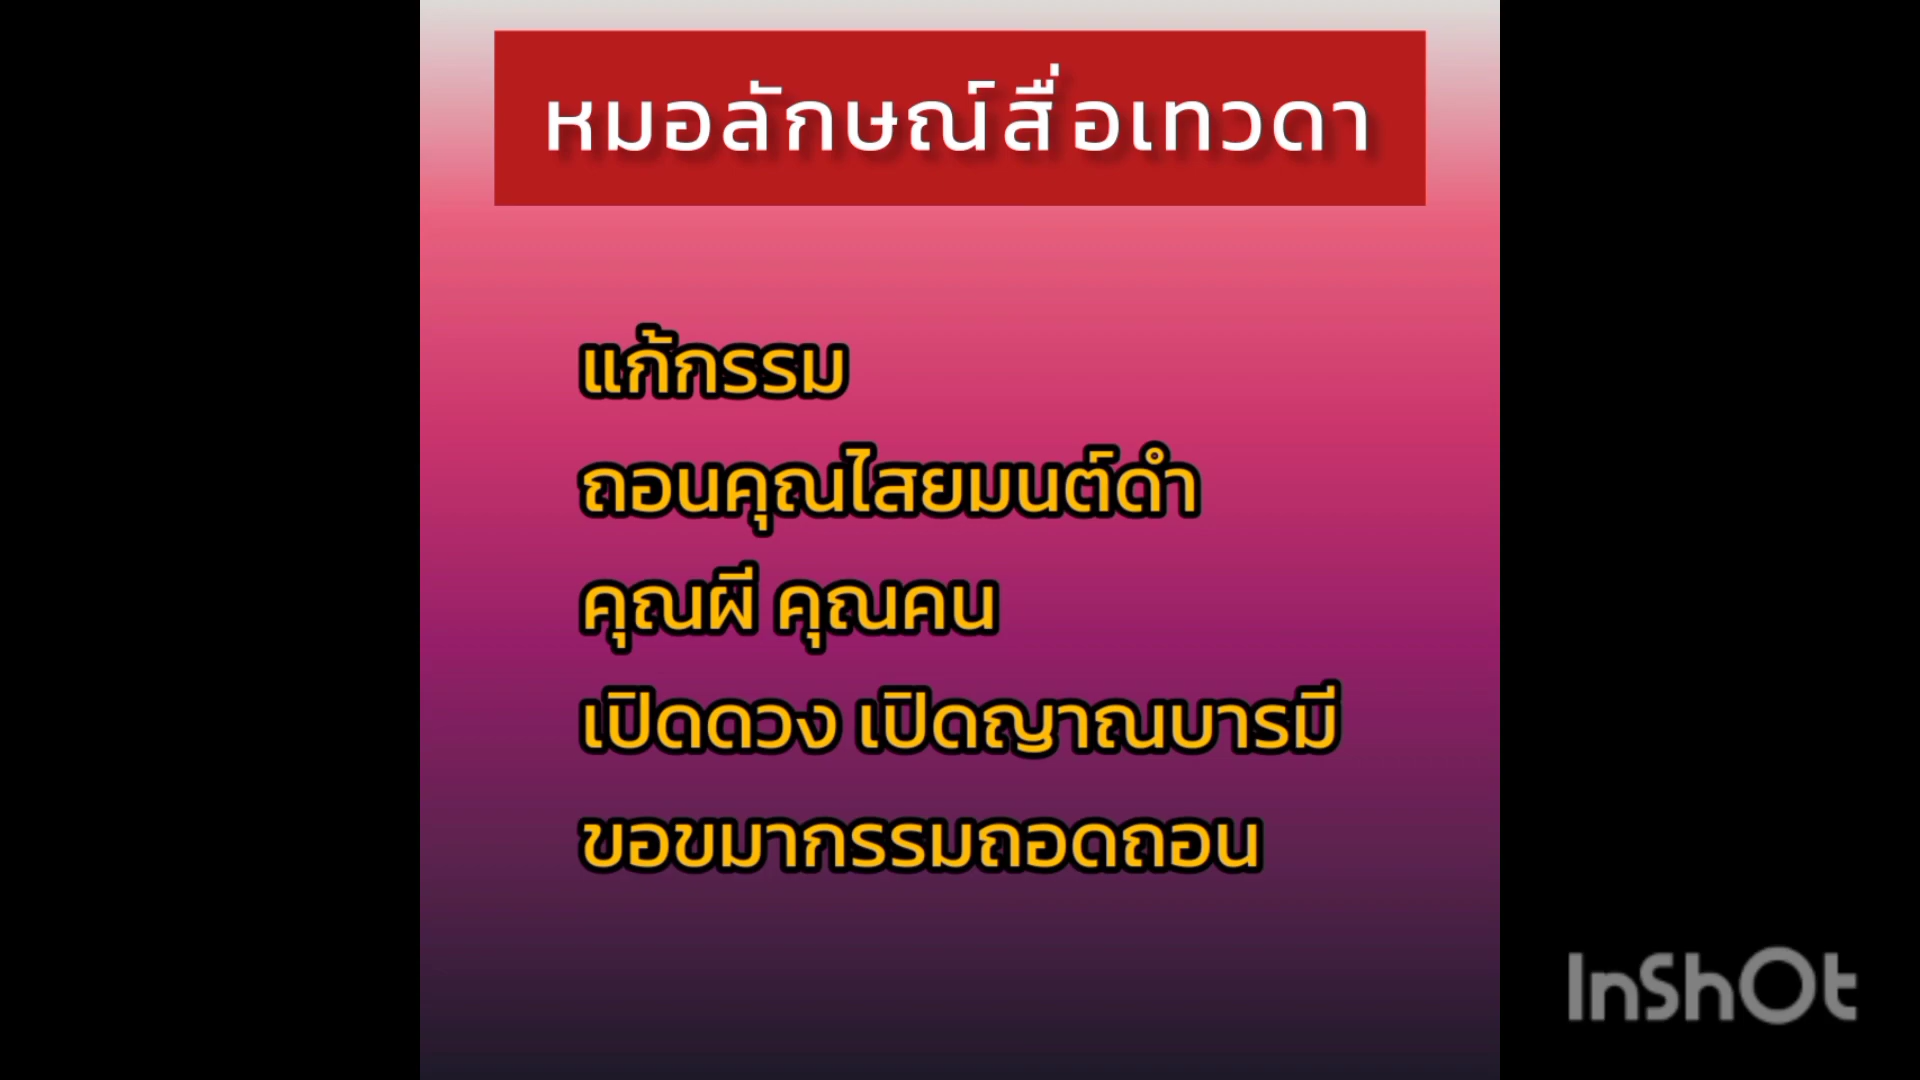 หมอลักษณ์สื่อเทวดา
แก้กรรม
ถอนคุณไสยมนต์ดำ
คุณผี คุณคน
เปิดดวง เปิดญาณบารมี
ขอขมากรรมถอดถอน
InShOt